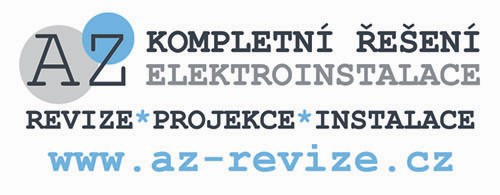 AZ KOMPLETNÍ ŘEŠENÍ
ELEKTROINSTALACE
REVIZE*PROJEKCE*INSTALACE
www.az-revize.cz